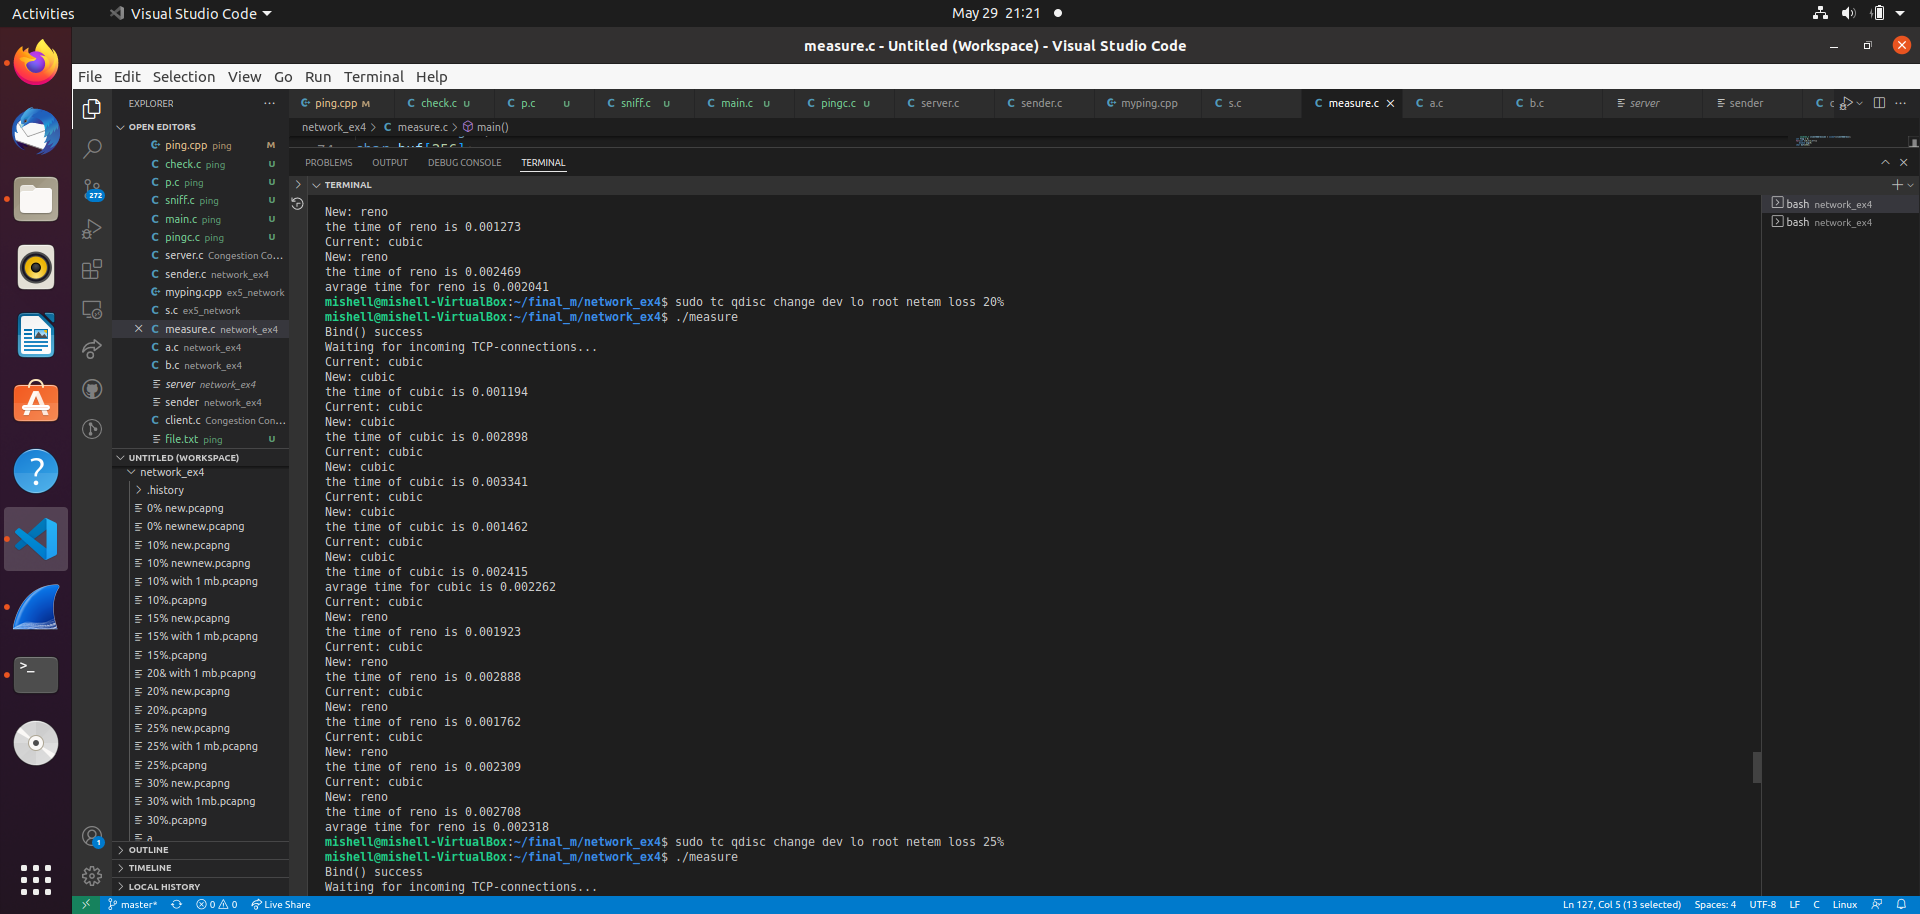 Activities
Visual Studio Code
May 29 21:21
measure.c - Untitled (Workspace) - Visual Studio Code
File Edit Selection View Go Run Terminal Help
EXPLORER
OPEN EDITORS
ping.cpp ping M
check.c ping U
p.c ping U
sniff.c ping U
main.c ping U
pingc.c ping U
server.c Congestion Co...
sender.c network_ex4
myping.cpp ex5_network
s.c ex5_network
measure.c network_ex4
a.c network_ex4
b.c network_ex4
server network_ex4
sender network_ex4
client.c Congestion Con...
file.txt ping U
UNTITLED (WORKSPACE)
network_ex4
.history
0% new.pcapng
0% newnew.pcapng
10% new.pcapng
10% newnew.pcapng
10% with 1 mb.pcapng
10%.pcapng
15% new.pcapng
15% with 1 mb.pcapng
15%.pcapng
20& with 1 mb.pcapng
20% new.pcapng
20%.pcapng
25% new.pcapng
25% with 1 mb.pcapng
25%.pcapng
30% new.pcapng
30% with 1mb.pcapng
30%.pcapng
a
OUTLINE
TIMELINE
LOCAL HISTORY
272
1
ping.cpp M check.c U p.c U sniff.c U main.c U pingc.c U server.c sender.c myping.cpp s.c measure.c a.c b.c server sender c
network_ex4 > measure.c > main()
PROBLEMS OUTPUT DEBUG CONSOLE TERMINAL
TERMINAL
New: reno
the time of reno is 0.001273
Current: cubic
New: reno
the time of reno is 0.002469
avrage time for reno is 0.002041
mishell@mishell-VirtualBox:~/final_m/network_ex4$ sudo tc qdisc change dev lo root netem loss 20%
mishell@mishell-VirtualBox:~/final_m/network_ex4$ ./measure
Bind() success
Waiting for incoming TCP-connections...
Current: cubic
New: cubic
the time of cubic is 0.001194
Current: cubic
New: cubic
the time of cubic is 0.002898
Current: cubic
New: cubic
the time of cubic is 0.003341
Current: cubic
New: cubic
the time of cubic is 0.001462
Current: cubic
New: cubic
the time of cubic is 0.002415
avrage time for cubic is 0.002262
Current: cubic
New: reno
the time of reno is 0.001923
Current: cubic
New: reno
the time of reno is 0.002888
Current: cubic
New: reno
the time of reno is 0.001762
Current: cubic
New: reno
the time of reno is 0.002309
Current: cubic
New: reno
the time of reno is 0.002708
avrage time for reno is 0.002318
mishell@mishell-VirtualBox:~/final_m/network_ex4$ sudo tc qdisc change dev lo root netem loss 25%
mishell@mishell-VirtualBox:~/final_m/network_ex4$ ./measure
Bind() success
Waiting for incoming TCP-connections...
bash network_ex4
bash network_ex4
master* 0 0 Live Share
Ln 127, Col 5 (13 selected) Spaces: 4 UTF-8 LF C Linux